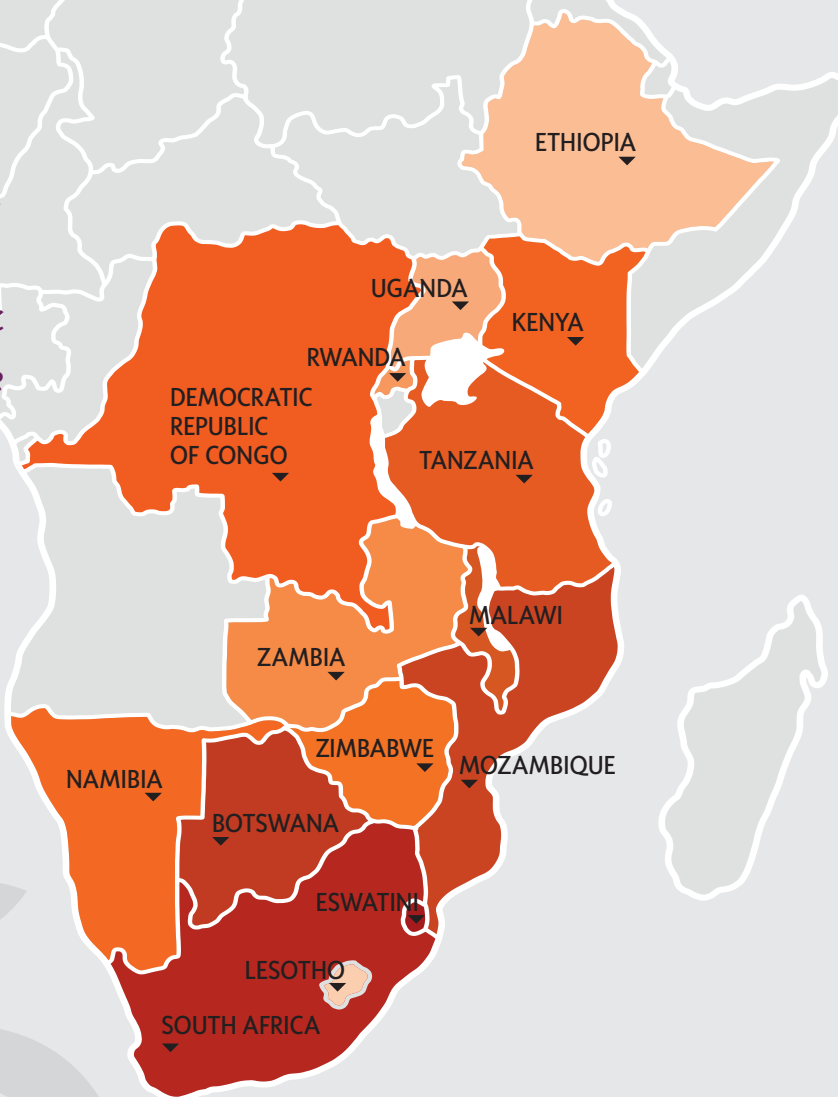 ETHIOPIA
UGANDA
KENYA
RWANDA
DEMOCRATIC
REPUBLIC
OF CONGO
TANZANIA
MALAWI
ZAMBIA
ZIMBABWE
MOZAMBIQUE
NAMIBIA
BOTSWANA
ESWATINI
LESOTHO
SOUTH AFRICA